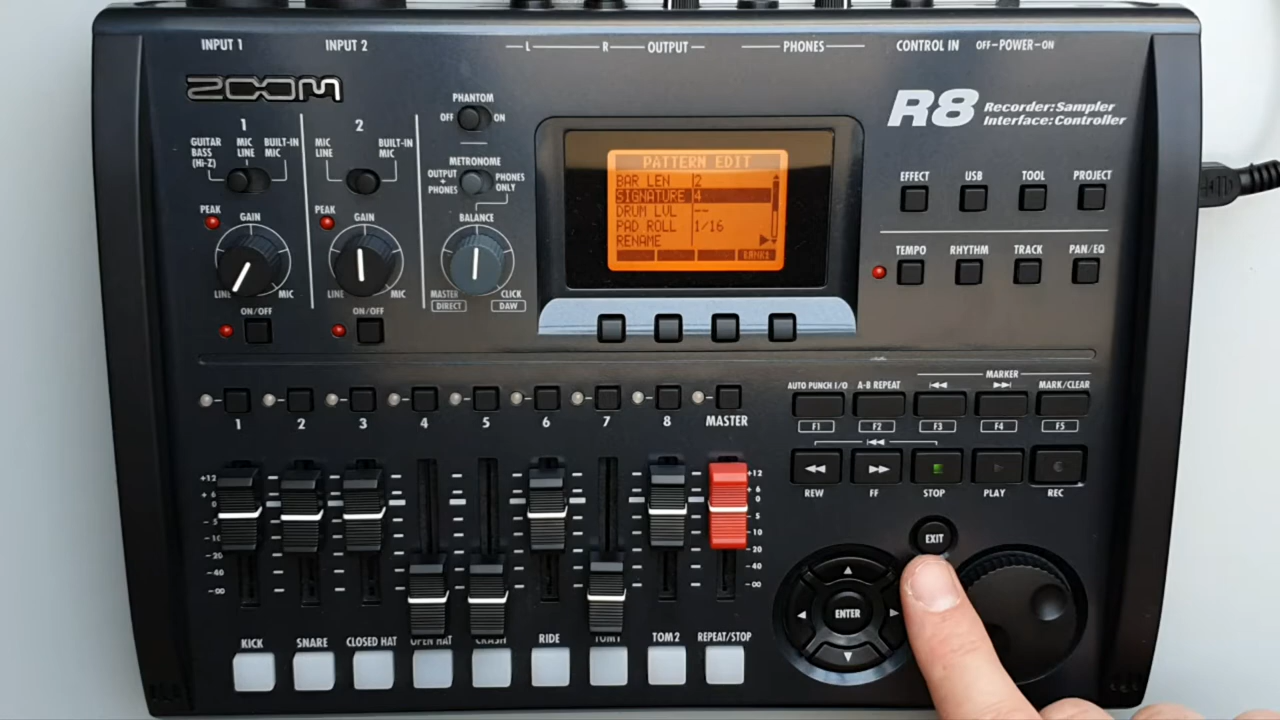 INPUT 1 INPUT 2 L R OUTPUT PHONES CONTROL IN OFF-POWER-ON
ZOOM
R8 Recorder:Sampler
Interface:Controller
PHANTOM
OFF ON
1
GUITAR
BASS
(Hi-Z)
MIC
LINE
BUILT-IN
MIC
2
MIC
LINE
BUILT-IN
MIC
METRONOME
OUTPUT
+
PHONES
PHONES
ONLY
PEAK GAIN
LINE MIC
ON/OFF
PEAK GAIN
LINE MIC
ON/OFF
BALANCE
MASTER CLICK
DIRECT DAW
PATTERN EDIT
BAR LEN 2
SIGNATURE 4
DRUM LVL --
PAD ROLL 1/16
RENAME
BANK1
EFFECT USB TOOL PROJECT
TEMPO RHYTHM TRACK PAN/EQ
1 2 3 4 5 6 7 8 MASTER
MARKER
AUTO PUNCH I/O A-B REPEAT MARK/CLEAR
F1 F2 F3 F4 F5
REW FF STOP PLAY REC
+12
+6
0
-5
-10
-20
-40
-∞
+12
+6
0
-5
-10
-20
-40
-∞
EXIT
ENTER
KICK SNARE CLOSED HAT OPEN HAT CRASH RIDE TOM1 TOM2 REPEAT/STOP